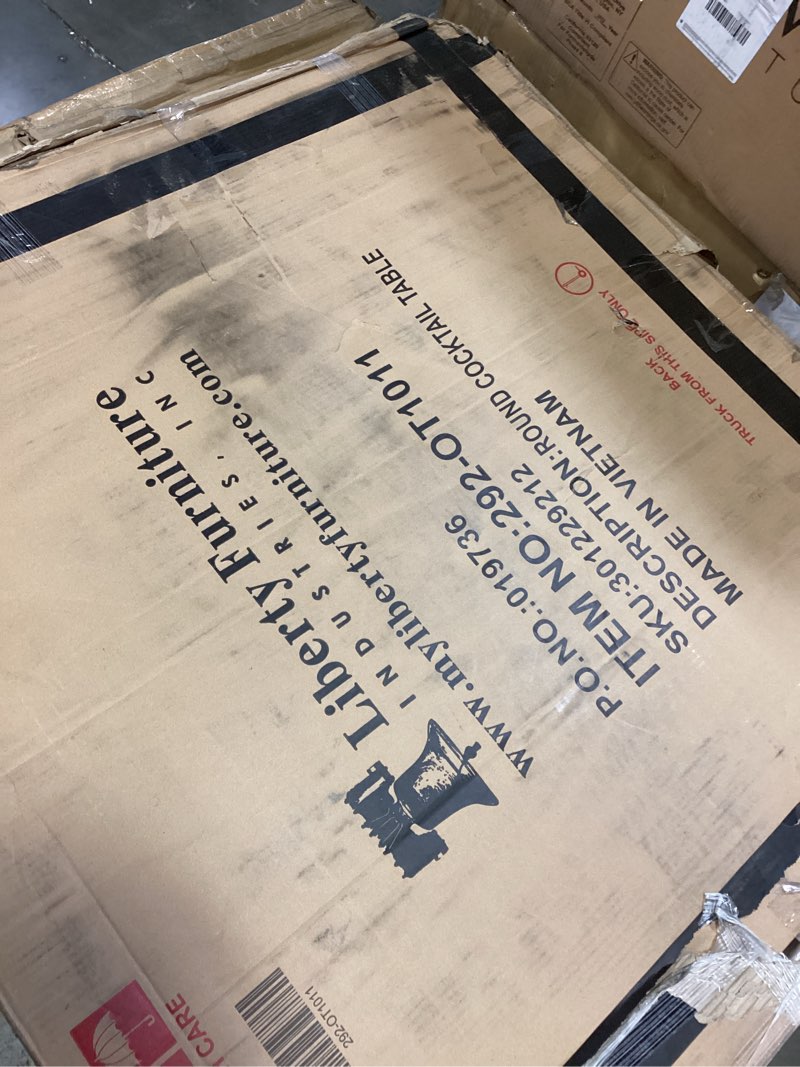 Liberty Furniture
INDUSTRIES, INC
www.mylibertyfurniture.com
P.O.NO.:019736
ITEM NO:292-OT1011
SKU:301229212
DESCRIPTION:ROUND COCKTAIL TABLE
MADE IN VIETNAM
BACK
TRUCK FROM THIS SIDE ONLY
292-OT1011
CARE
WARNING